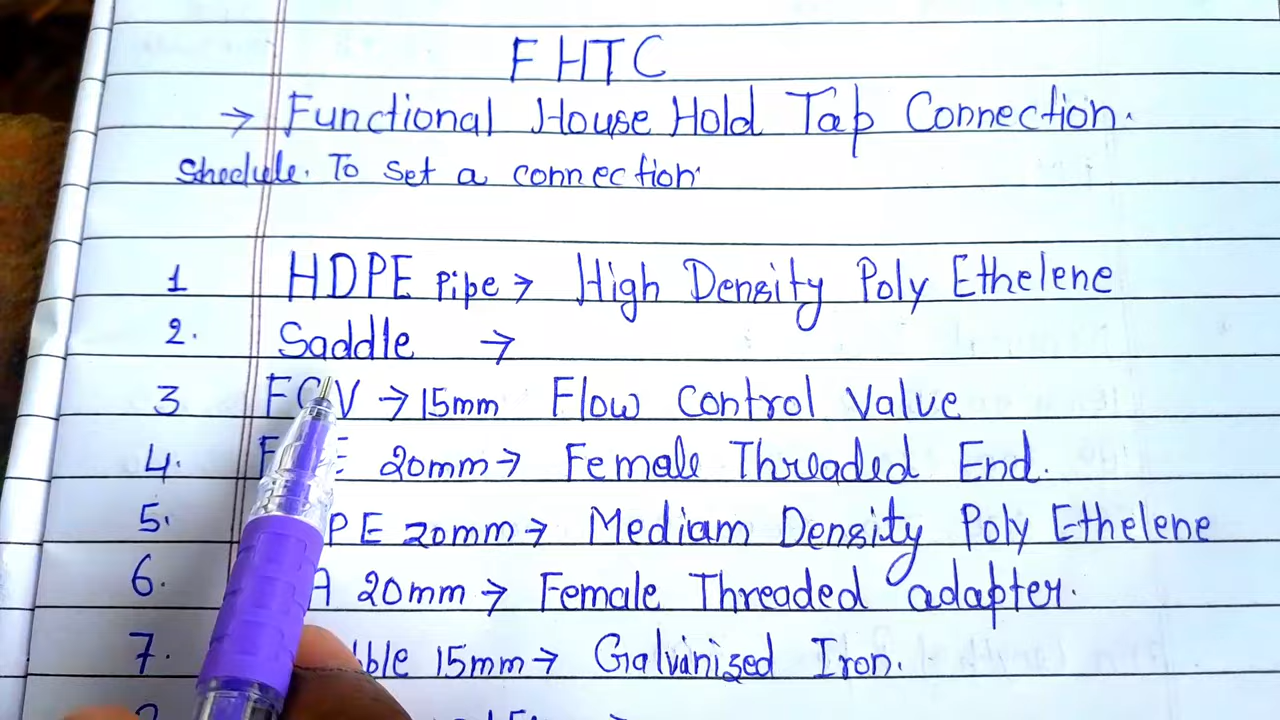 FHTC
→ Functional House Hold Tap Connection.
Shedule. To set a connection.
1 HDPE Pipe → High Density Poly Ethelene
2. Saddle →
3 FCV → 15mm Flow control Valve
4. 20mm → Female Threaded End.
5. PE 20mm → Mediam Density Poly Ethelene
6. A 20mm → Female Threaded adapter.
7. 15mm → Galvanized Iron.